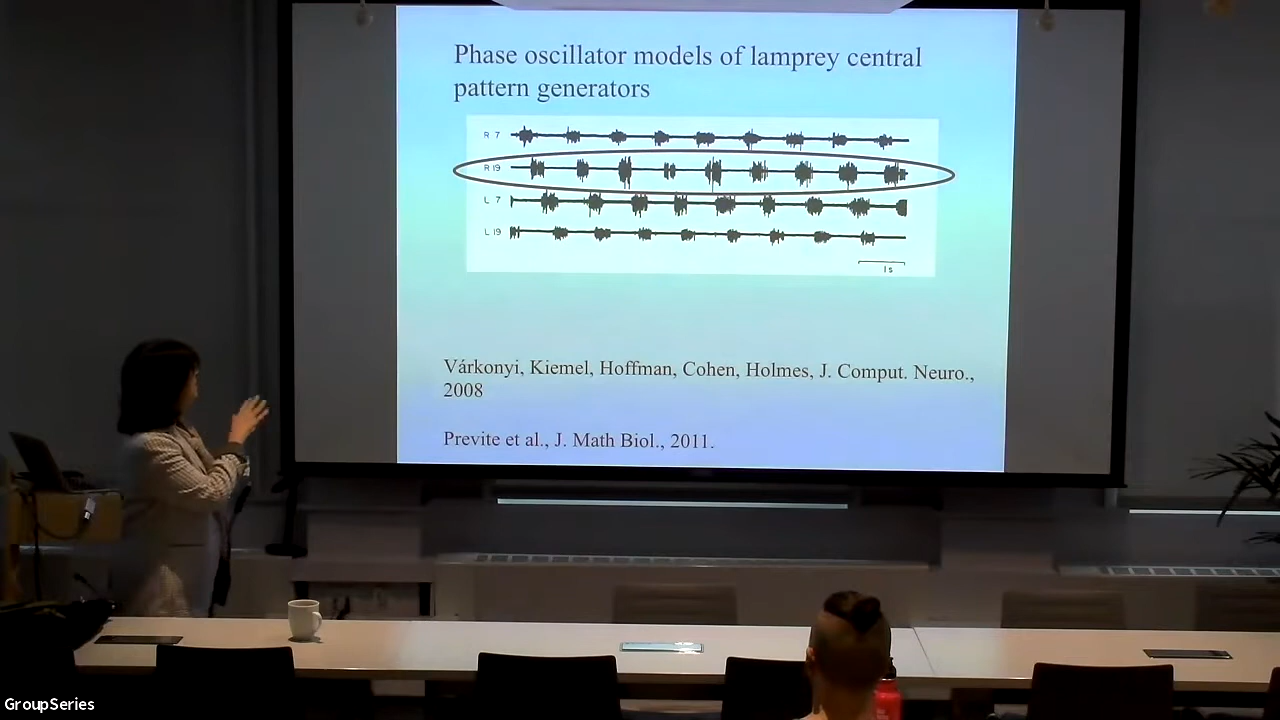 Phase oscillator models of lamprey central
pattern generators
R 7
R 19
L 7
L 19
1 s
Várkonyi, Kiemel, Hoffman, Cohen, Holmes, J. Comput. Neuro.,
2008
Previte et al., J. Math Biol., 2011.
GroupSeries